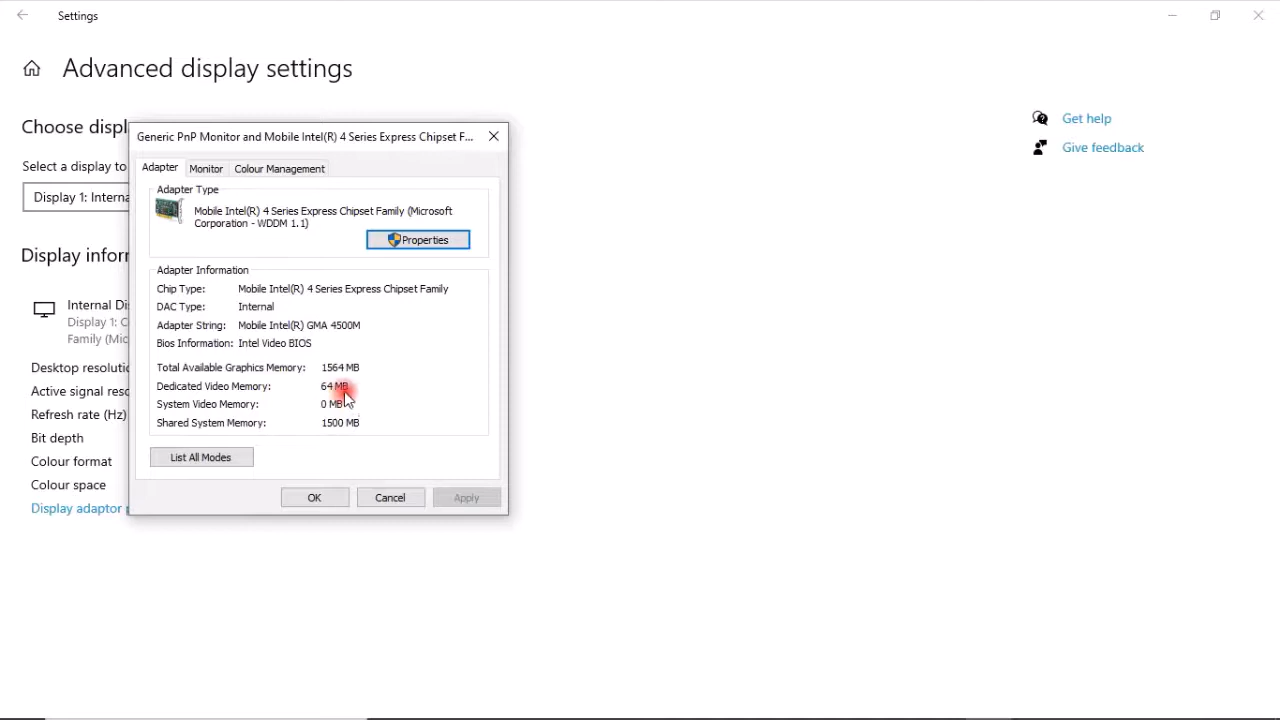 Settings
Advanced display settings
Choose displ
Get help
Give feedback
Select a display to
Display 1: Interna
Display infor
Internal Di
Display 1: C
Family (Mic
Desktop resoluti
Active signal reso
Refresh rate (Hz)
Bit depth
Colour format
Colour space
Display adaptor p
Generic PnP Monitor and Mobile Intel(R) 4 Series Express Chipset F...
Adapter
Monitor
Colour Management
Adapter Type
Mobile Intel(R) 4 Series Express Chipset Family (Microsoft
Corporation - WDDM 1.1)
Properties
Adapter Information
Chip Type: Mobile Intel(R) 4 Series Express Chipset Family
DAC Type: Internal
Adapter String: Mobile Intel(R) GMA 4500M
Bios Information: Intel Video BIOS
Total Available Graphics Memory: 1564 MB
Dedicated Video Memory: 64 MB
System Video Memory: 0 MB
Shared System Memory: 1500 MB
List All Modes
OK
Cancel
Apply